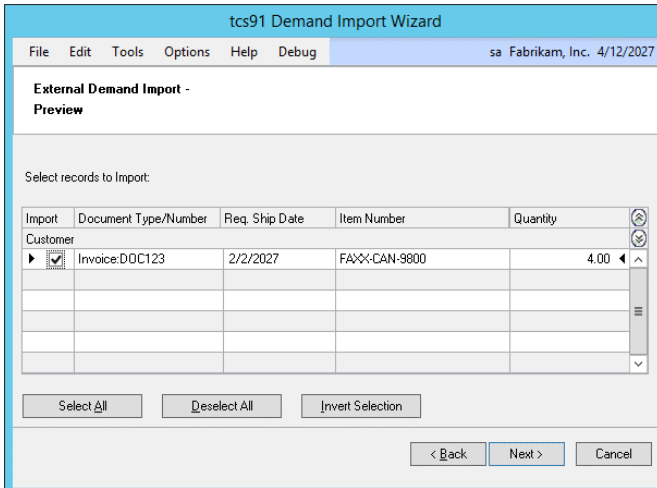 tcs91 Demand Import Wizard
File Edit Tools Options Help Debug sa Fabrikam, Inc. 4/12/2027
External Demand Import -
Preview
Select records to Import:
Import Document Type/Number Req. Ship Date Item Number Quantity
Customer
Invoice:DOC123 2/2/2027 FAXX-CAN-9800 4.00
Select All Deselect All Invert Selection
< Back Next > Cancel